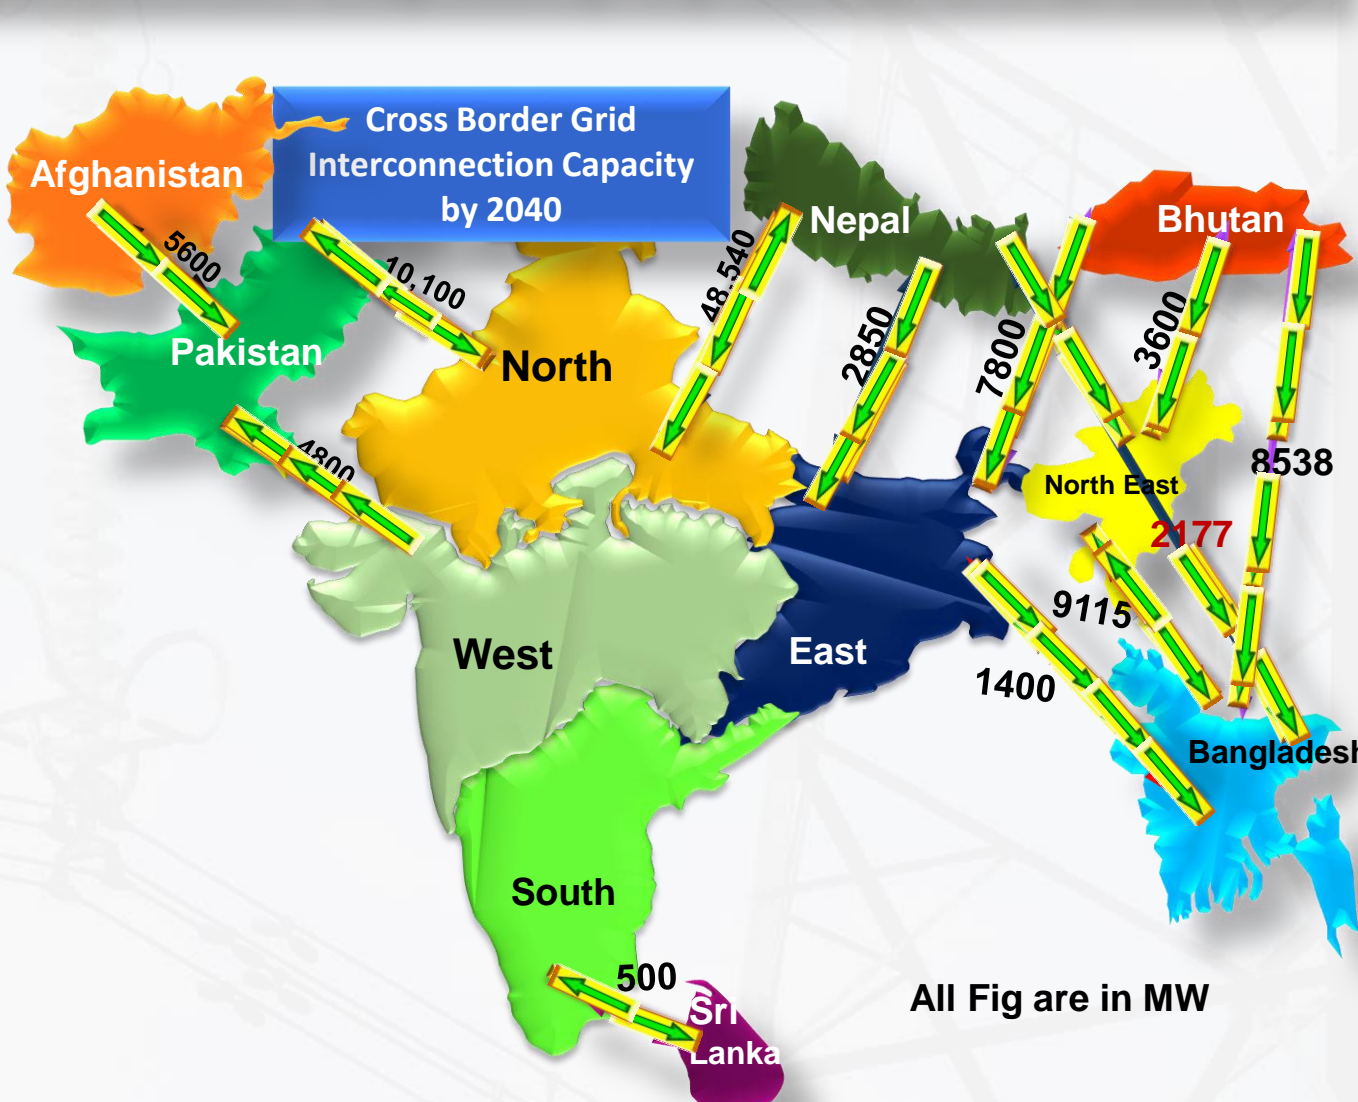 Cross Border Grid
Interconnection Capacity
by 2040
Afghanistan
Nepal
Bhutan
5600
10,100
48,540
2850
7800
3600
Pakistan
North
4800
8538
North East
2177
9115
West
East
1400
Bangladesh
South
500
Sri
Lanka
All Fig are in MW